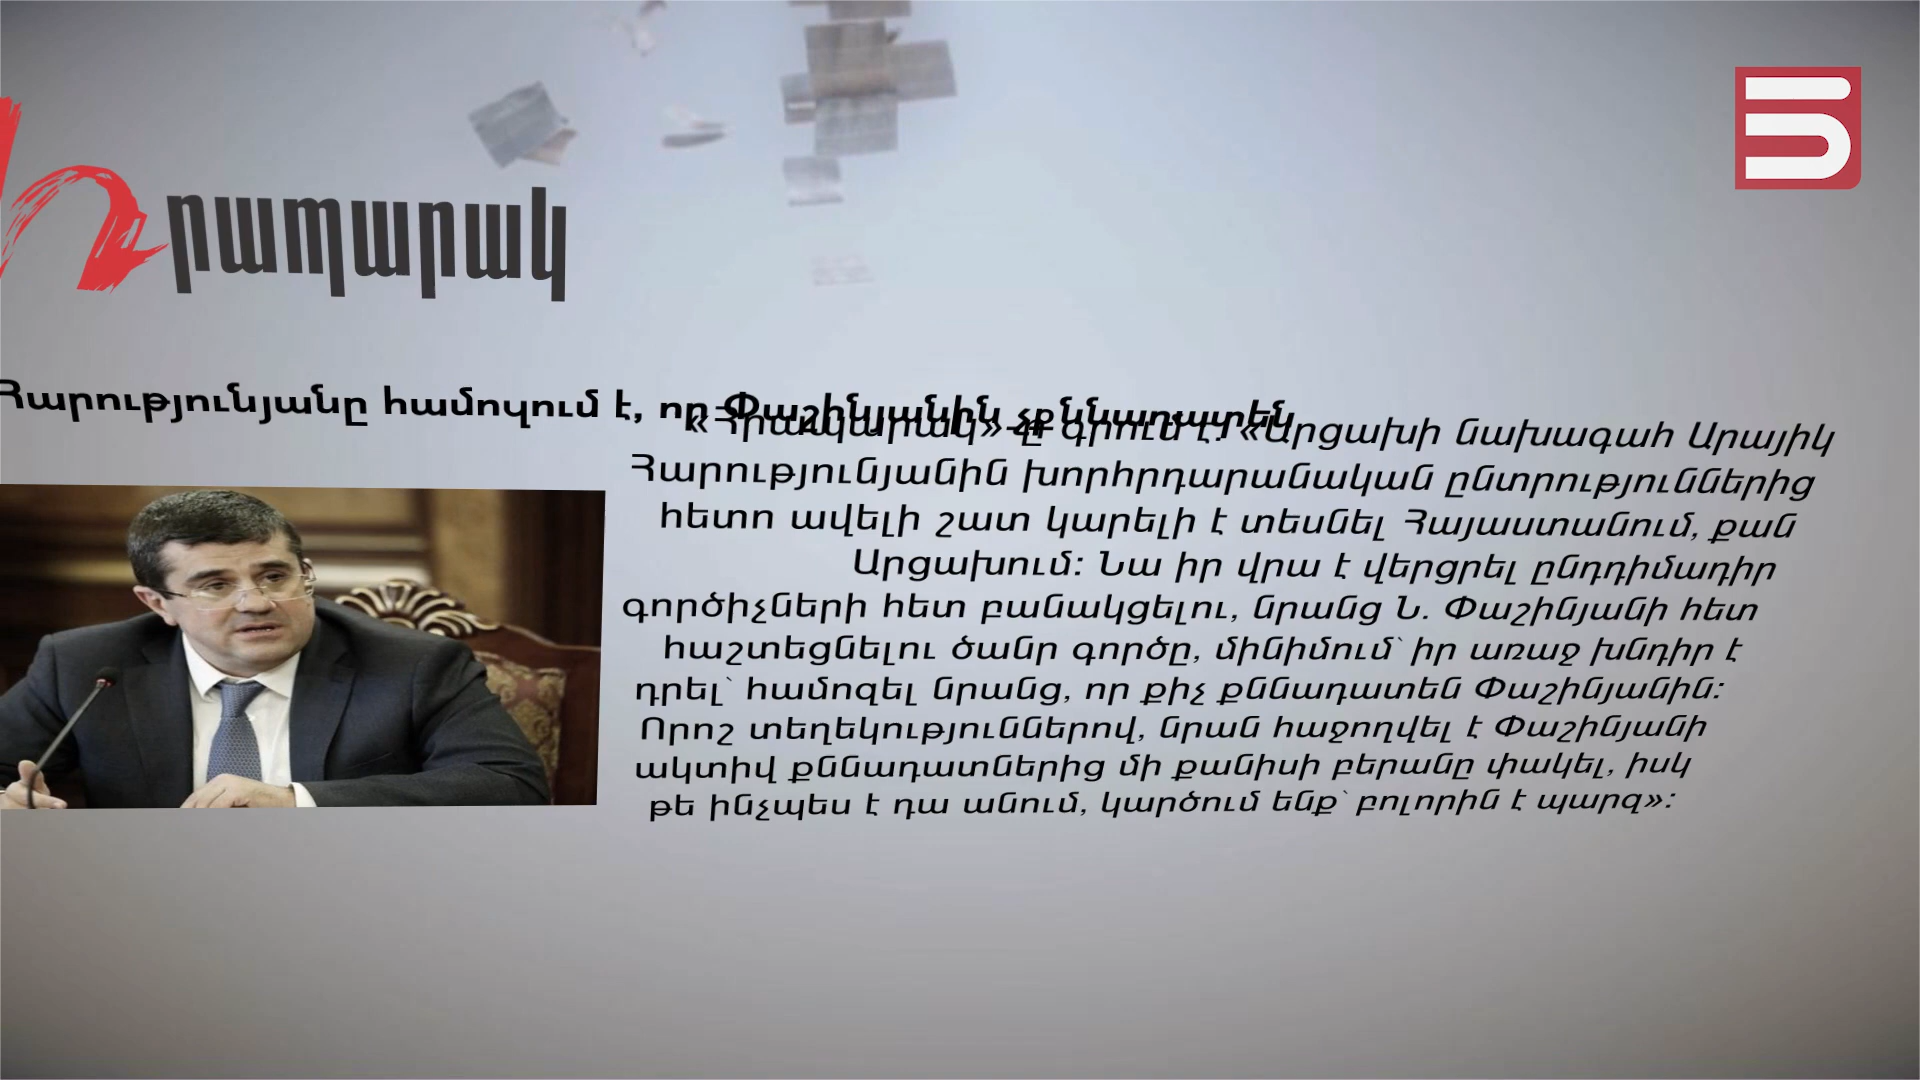 Հրապարակ
Հարությունյանը համոզում է, որ Փաշինյանին չքննադատեն
«Հրապարակ»-ը գրում է. «Արցախի նախագահ Արայիկ
Հարությունյանին խորհրդարանական ընտրություններից
հետո ավելի շատ կարելի է տեսնել Հայաստանում, քան
Արցախում: Նա իր վրա է վերցրել ընդդիմադիր
գործիչների հետ բանակցելու, նրանց Ն. Փաշինյանի հետ
հաշտեցնելու ծանր գործը, մինիմում՝ իր առաջ խնդիր է
դրել՝ համոզել նրանց, որ քիչ քննադատեն Փաշինյանին:
Որոշ տեղեկություններով, նրան հաջողվել է Փաշինյանի
ակտիվ քննադատներից մի քանիսի բերանը փակել, իսկ
թե ինչպես է դա անում, կարծում ենք՝ բոլորին է պարզ»: